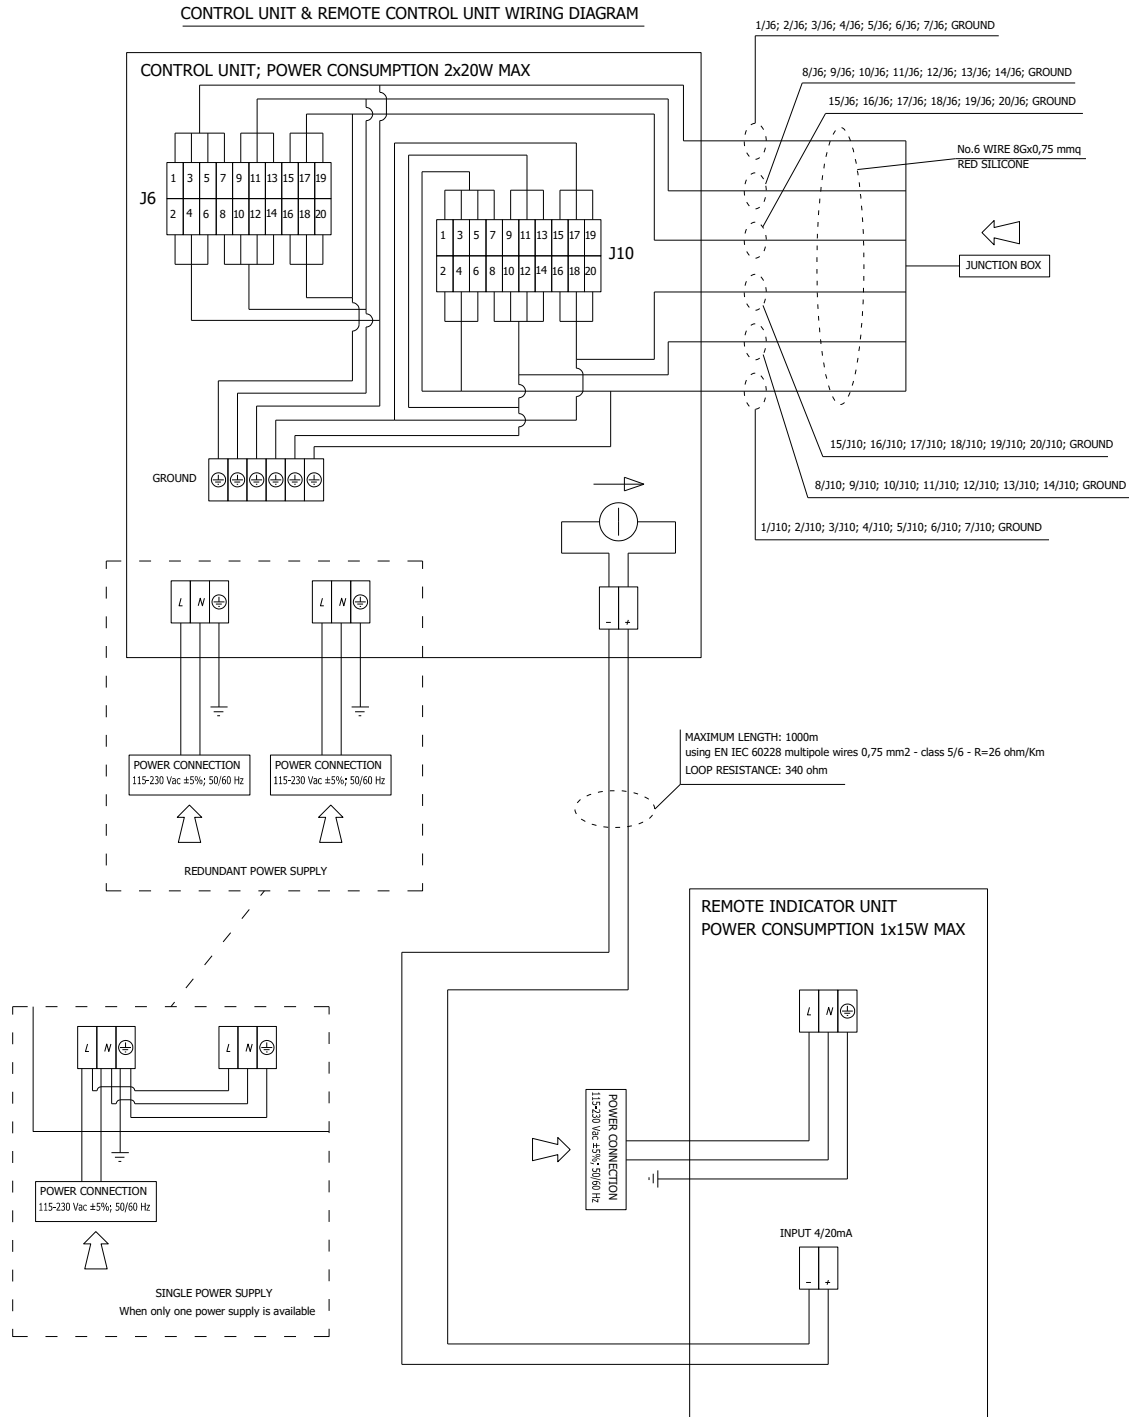 CONTROL UNIT & REMOTE CONTROL UNIT WIRING DIAGRAM
1/J6; 2/J6; 3/J6; 4/J6; 5/J6; 6/J6; 7/J6; GROUND
CONTROL UNIT; POWER CONSUMPTION 2x20W MAX
8/J6; 9/J6; 10/J6; 11/J6; 12/J6; 13/J6; 14/J6; GROUND
15/J6; 16/J6; 17/J6; 18/J6; 19/J6; 20/J6; GROUND
No.6 WIRE 8Gx0,75 mmq
RED SILICONE
1 3 5 7 9 11 13 15 17 19
J6
2 4 6 8 10 12 14 16 18 20
1 3 5 7 9 11 13 15 17 19
J10
2 4 6 8 10 12 14 16 18 20
JUNCTION BOX
15/J10; 16/J10; 17/J10; 18/J10; 19/J10; 20/J10; GROUND
GROUND
8/J10; 9/J10; 10/J10; 11/J10; 12/J10; 13/J10; 14/J10; GROUND
1/J10; 2/J10; 3/J10; 4/J10; 5/J10; 6/J10; 7/J10; GROUND
L N
L N
- +
POWER CONNECTION
115-230 Vac ±5%; 50/60 Hz
POWER CONNECTION
115-230 Vac ±5%; 50/60 Hz
MAXIMUM LENGTH: 1000m
using EN IEC 60228 multipole wires 0,75 mm2 - class 5/6 - R=26 ohm/Km
LOOP RESISTANCE: 340 ohm
REDUNDANT POWER SUPPLY
REMOTE INDICATOR UNIT
POWER CONSUMPTION 1x15W MAX
L N
L N
L N
POWER CONNECTION
115-230 Vac ±5%; 50/60 Hz
POWER CONNECTION
115-230 Vac ±5%; 50/60 Hz
INPUT 4/20mA
- +
SINGLE POWER SUPPLY
When only one power supply is available